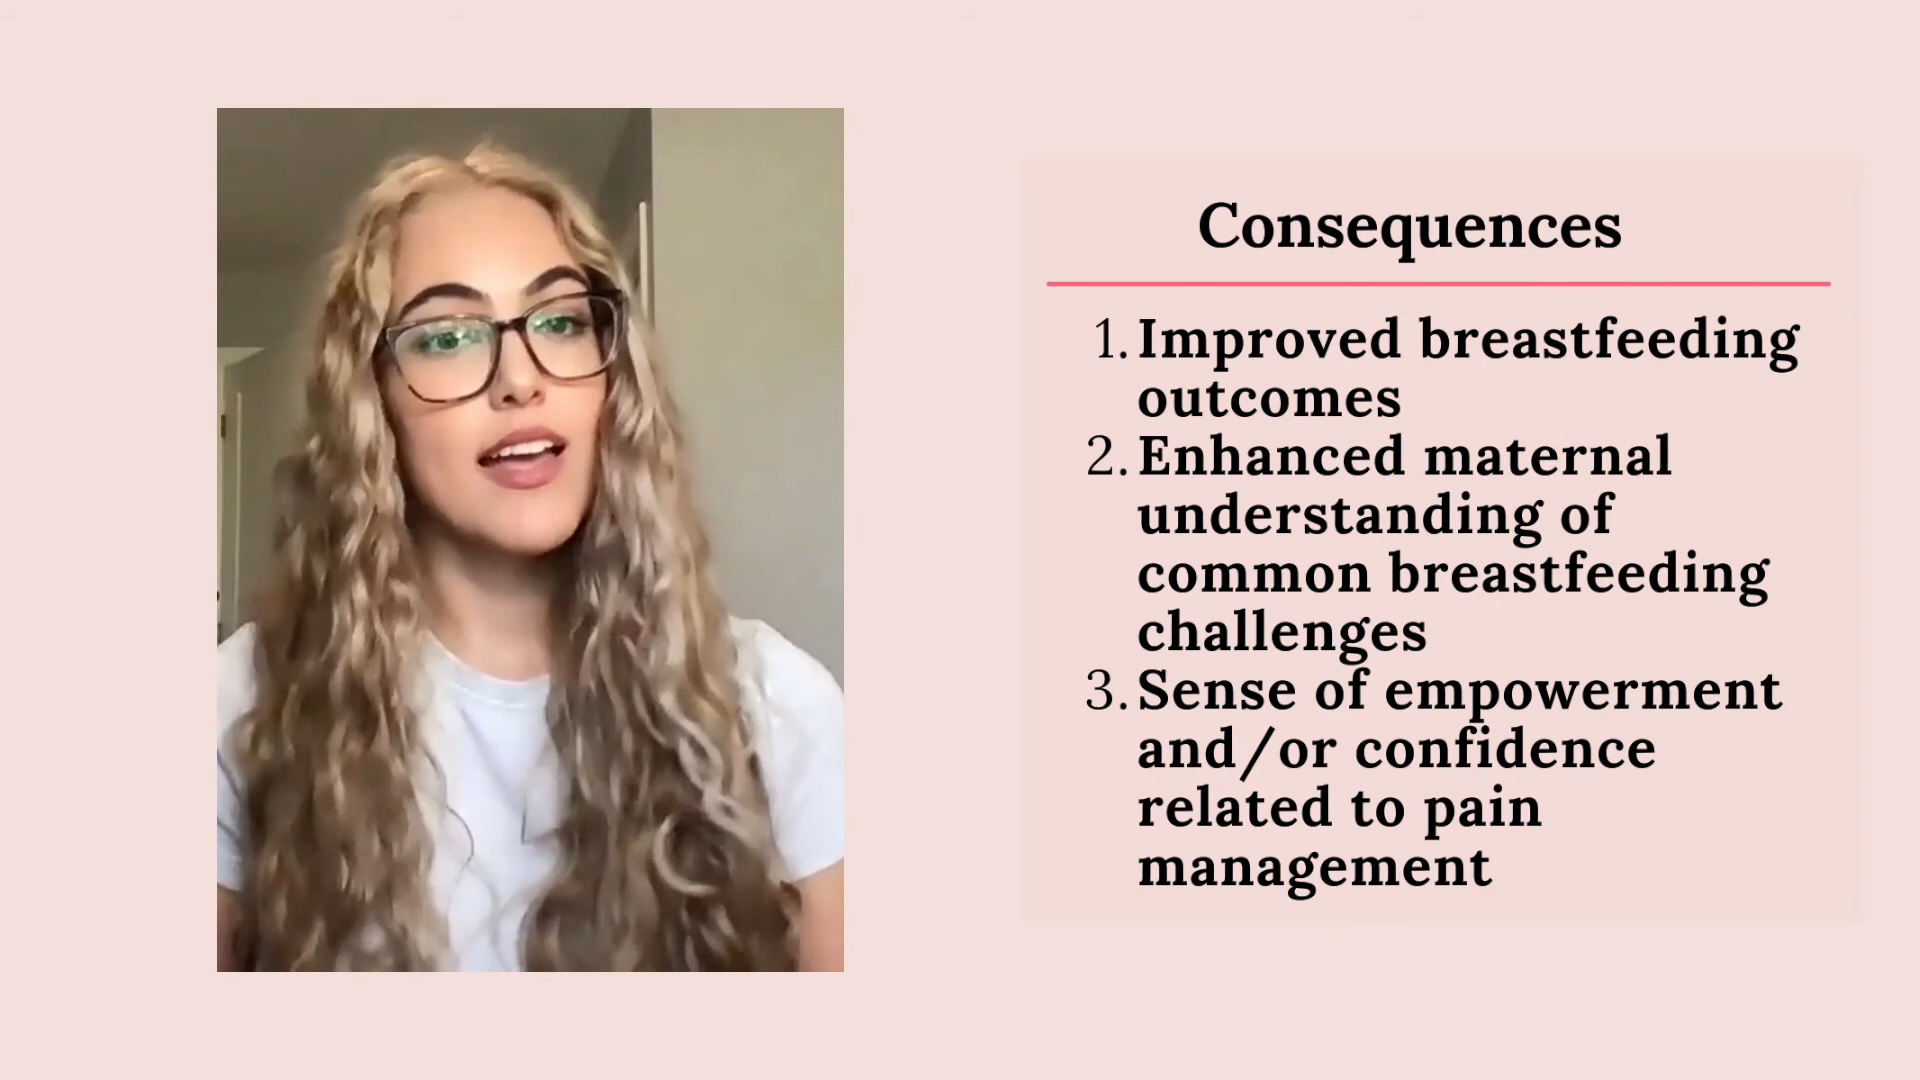 Consequences
1. Improved breastfeeding
outcomes
2. Enhanced maternal
understanding of
common breastfeeding
challenges
3. Sense of empowerment
and/or confidence
related to pain
management